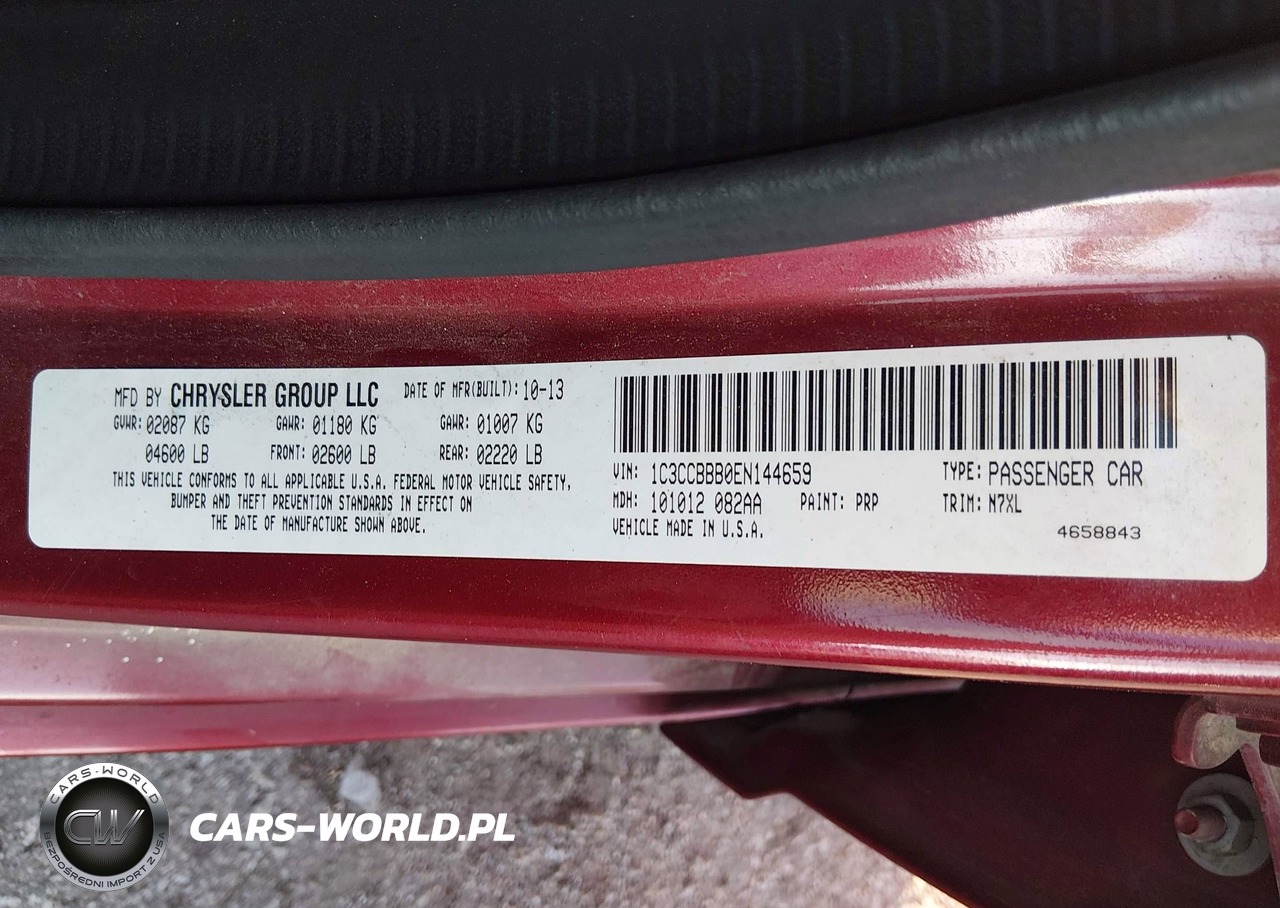 MFD BY CHRYSLER GROUP LLC DATE OF MFR(BUILT): 10-13
GVWR: 02087 KG GAWR: 01180 KG GAWR: 01007 KG
04600 LB FRONT: 02600 LB REAR: 02220 LB
THIS VEHICLE CONFORMS TO ALL APPLICABLE U.S.A. FEDERAL MOTOR VEHICLE SAFETY,
BUMPER AND THEFT PREVENTION STANDARDS IN EFFECT ON
THE DATE OF MANUFACTURE SHOWN ABOVE.
VIN: 1C3CCBBB0EN144659 TYPE: PASSENGER CAR
MDH: 101012 082AA PAINT: PRP TRIM: N7XL
VEHICLE MADE IN U.S.A. 4658843
CARS-WORLD
CW
BEZPOŚREDNI IMPORT Z USA
CARS-WORLD.PL